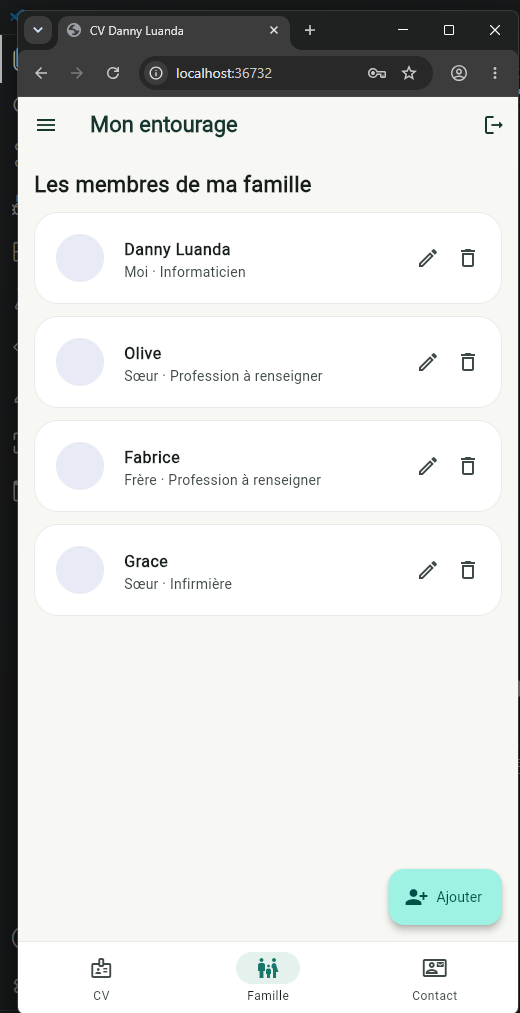 CV Danny Luanda
localhost:36732
Mon entourage
Les membres de ma famille
Danny Luanda
Moi · Informaticien
Olive
Sœur · Profession à renseigner
Fabrice
Frère · Profession à renseigner
Grace
Sœur · Infirmière
Ajouter
CV
Famille
Contact